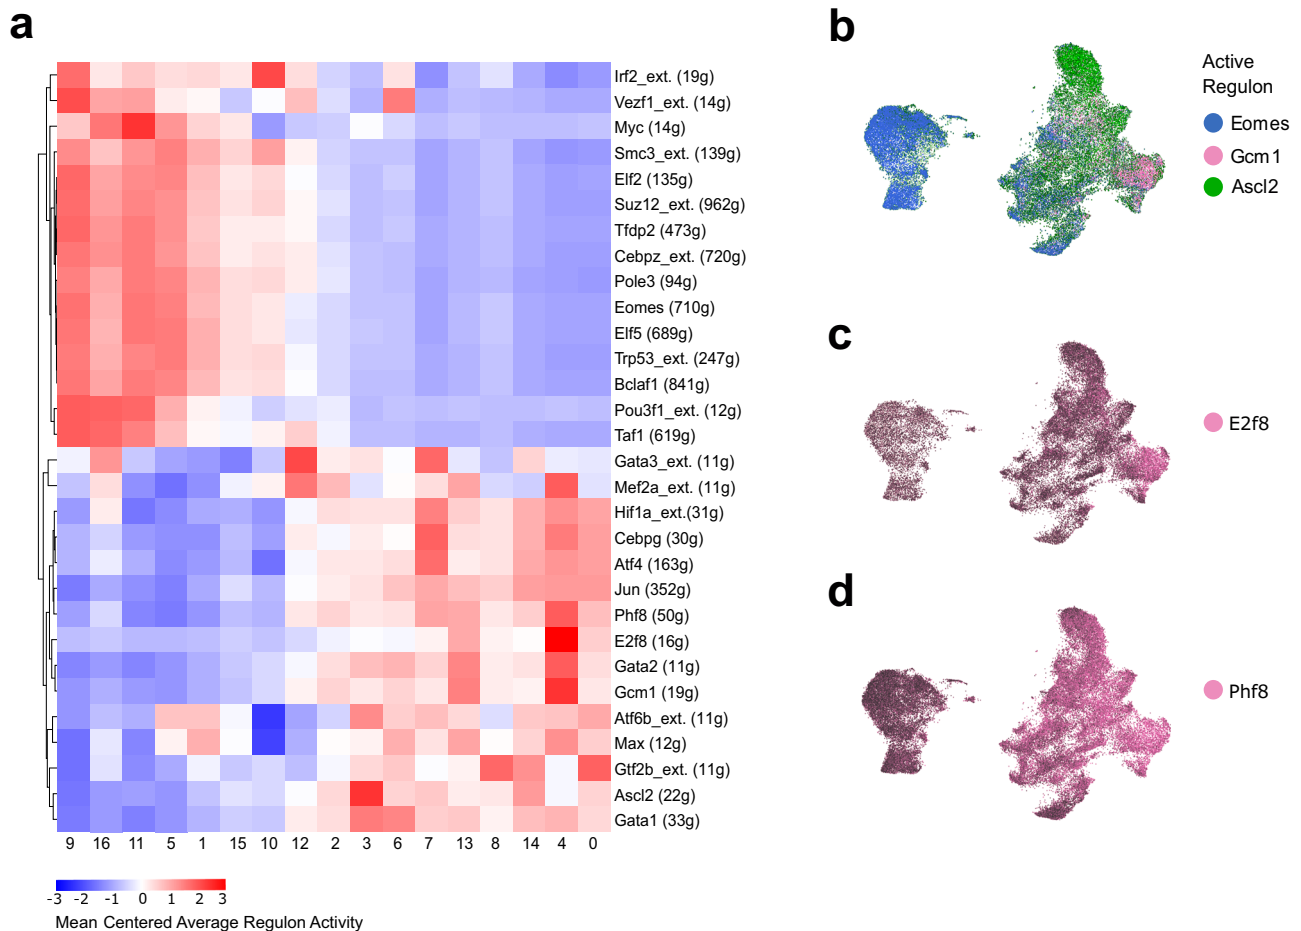 a
Irf2_ext. (19g)
Vezf1_ext. (14g)
Myc (14g)
Smc3_ext. (139g)
Elf2 (135g)
Suz12_ext. (962g)
Tfdp2 (473g)
Cebpz_ext. (720g)
Pole3 (94g)
Eomes (710g)
Elf5 (689g)
Trp53_ext. (247g)
Bclaf1 (841g)
Pou3f1_ext. (12g)
Taf1 (619g)
Gata3_ext. (11g)
Mef2a_ext. (11g)
Hif1a_ext.(31g)
Cebpg (30g)
Atf4 (163g)
Jun (352g)
Phf8 (50g)
E2f8 (16g)
Gata2 (11g)
Gcm1 (19g)
Atf6b_ext. (11g)
Max (12g)
Gtf2b_ext. (11g)
Ascl2 (22g)
Gata1 (33g)
9 16 11 5 1 15 10 12 2 3 6 7 13 8 14 4 0
-3 -2 -1 0 1 2 3
Mean Centered Average Regulon Activity
b
Active
Regulon
Eomes
Gcm1
Ascl2
c
E2f8
d
Phf8